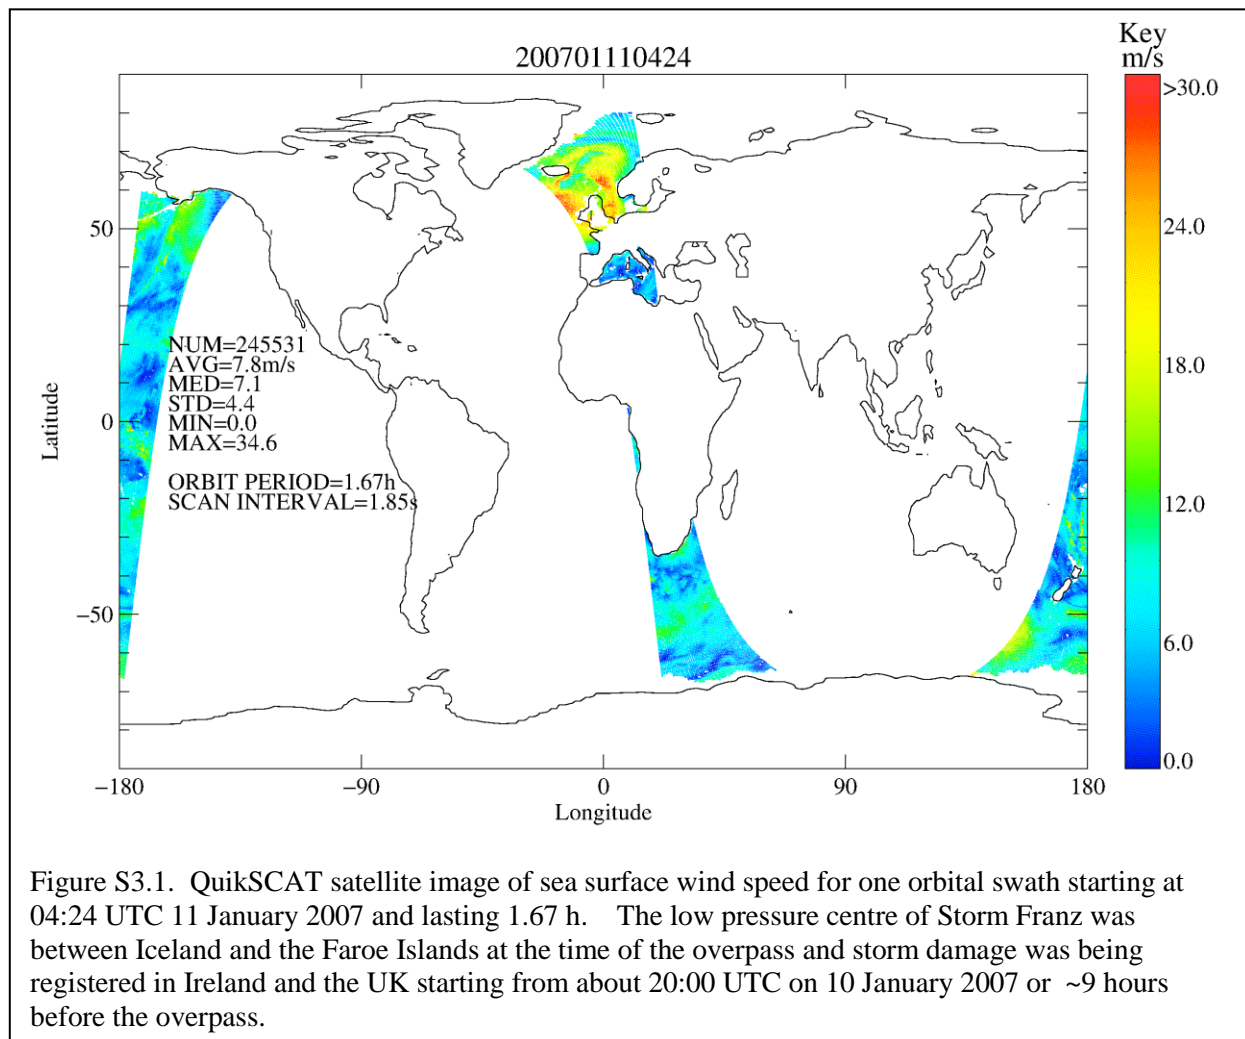 200701110424
Key
m/s
>30.0
24.0
18.0
12.0
6.0
0.0
Latitude
50
0
−50
NUM=245531
AVG=7.8m/s
MED=7.1
STD=4.4
MIN=0.0
MAX=34.6
ORBIT PERIOD=1.67h
SCAN INTERVAL=1.85s
−180
−90
0
90
180
Longitude
Figure S3.1. QuikSCAT satellite image of sea surface wind speed for one orbital swath starting at
04:24 UTC 11 January 2007 and lasting 1.67 h. The low pressure centre of Storm Franz was
between Iceland and the Faroe Islands at the time of the overpass and storm damage was being
registered in Ireland and the UK starting from about 20:00 UTC on 10 January 2007 or ~9 hours
before the overpass.